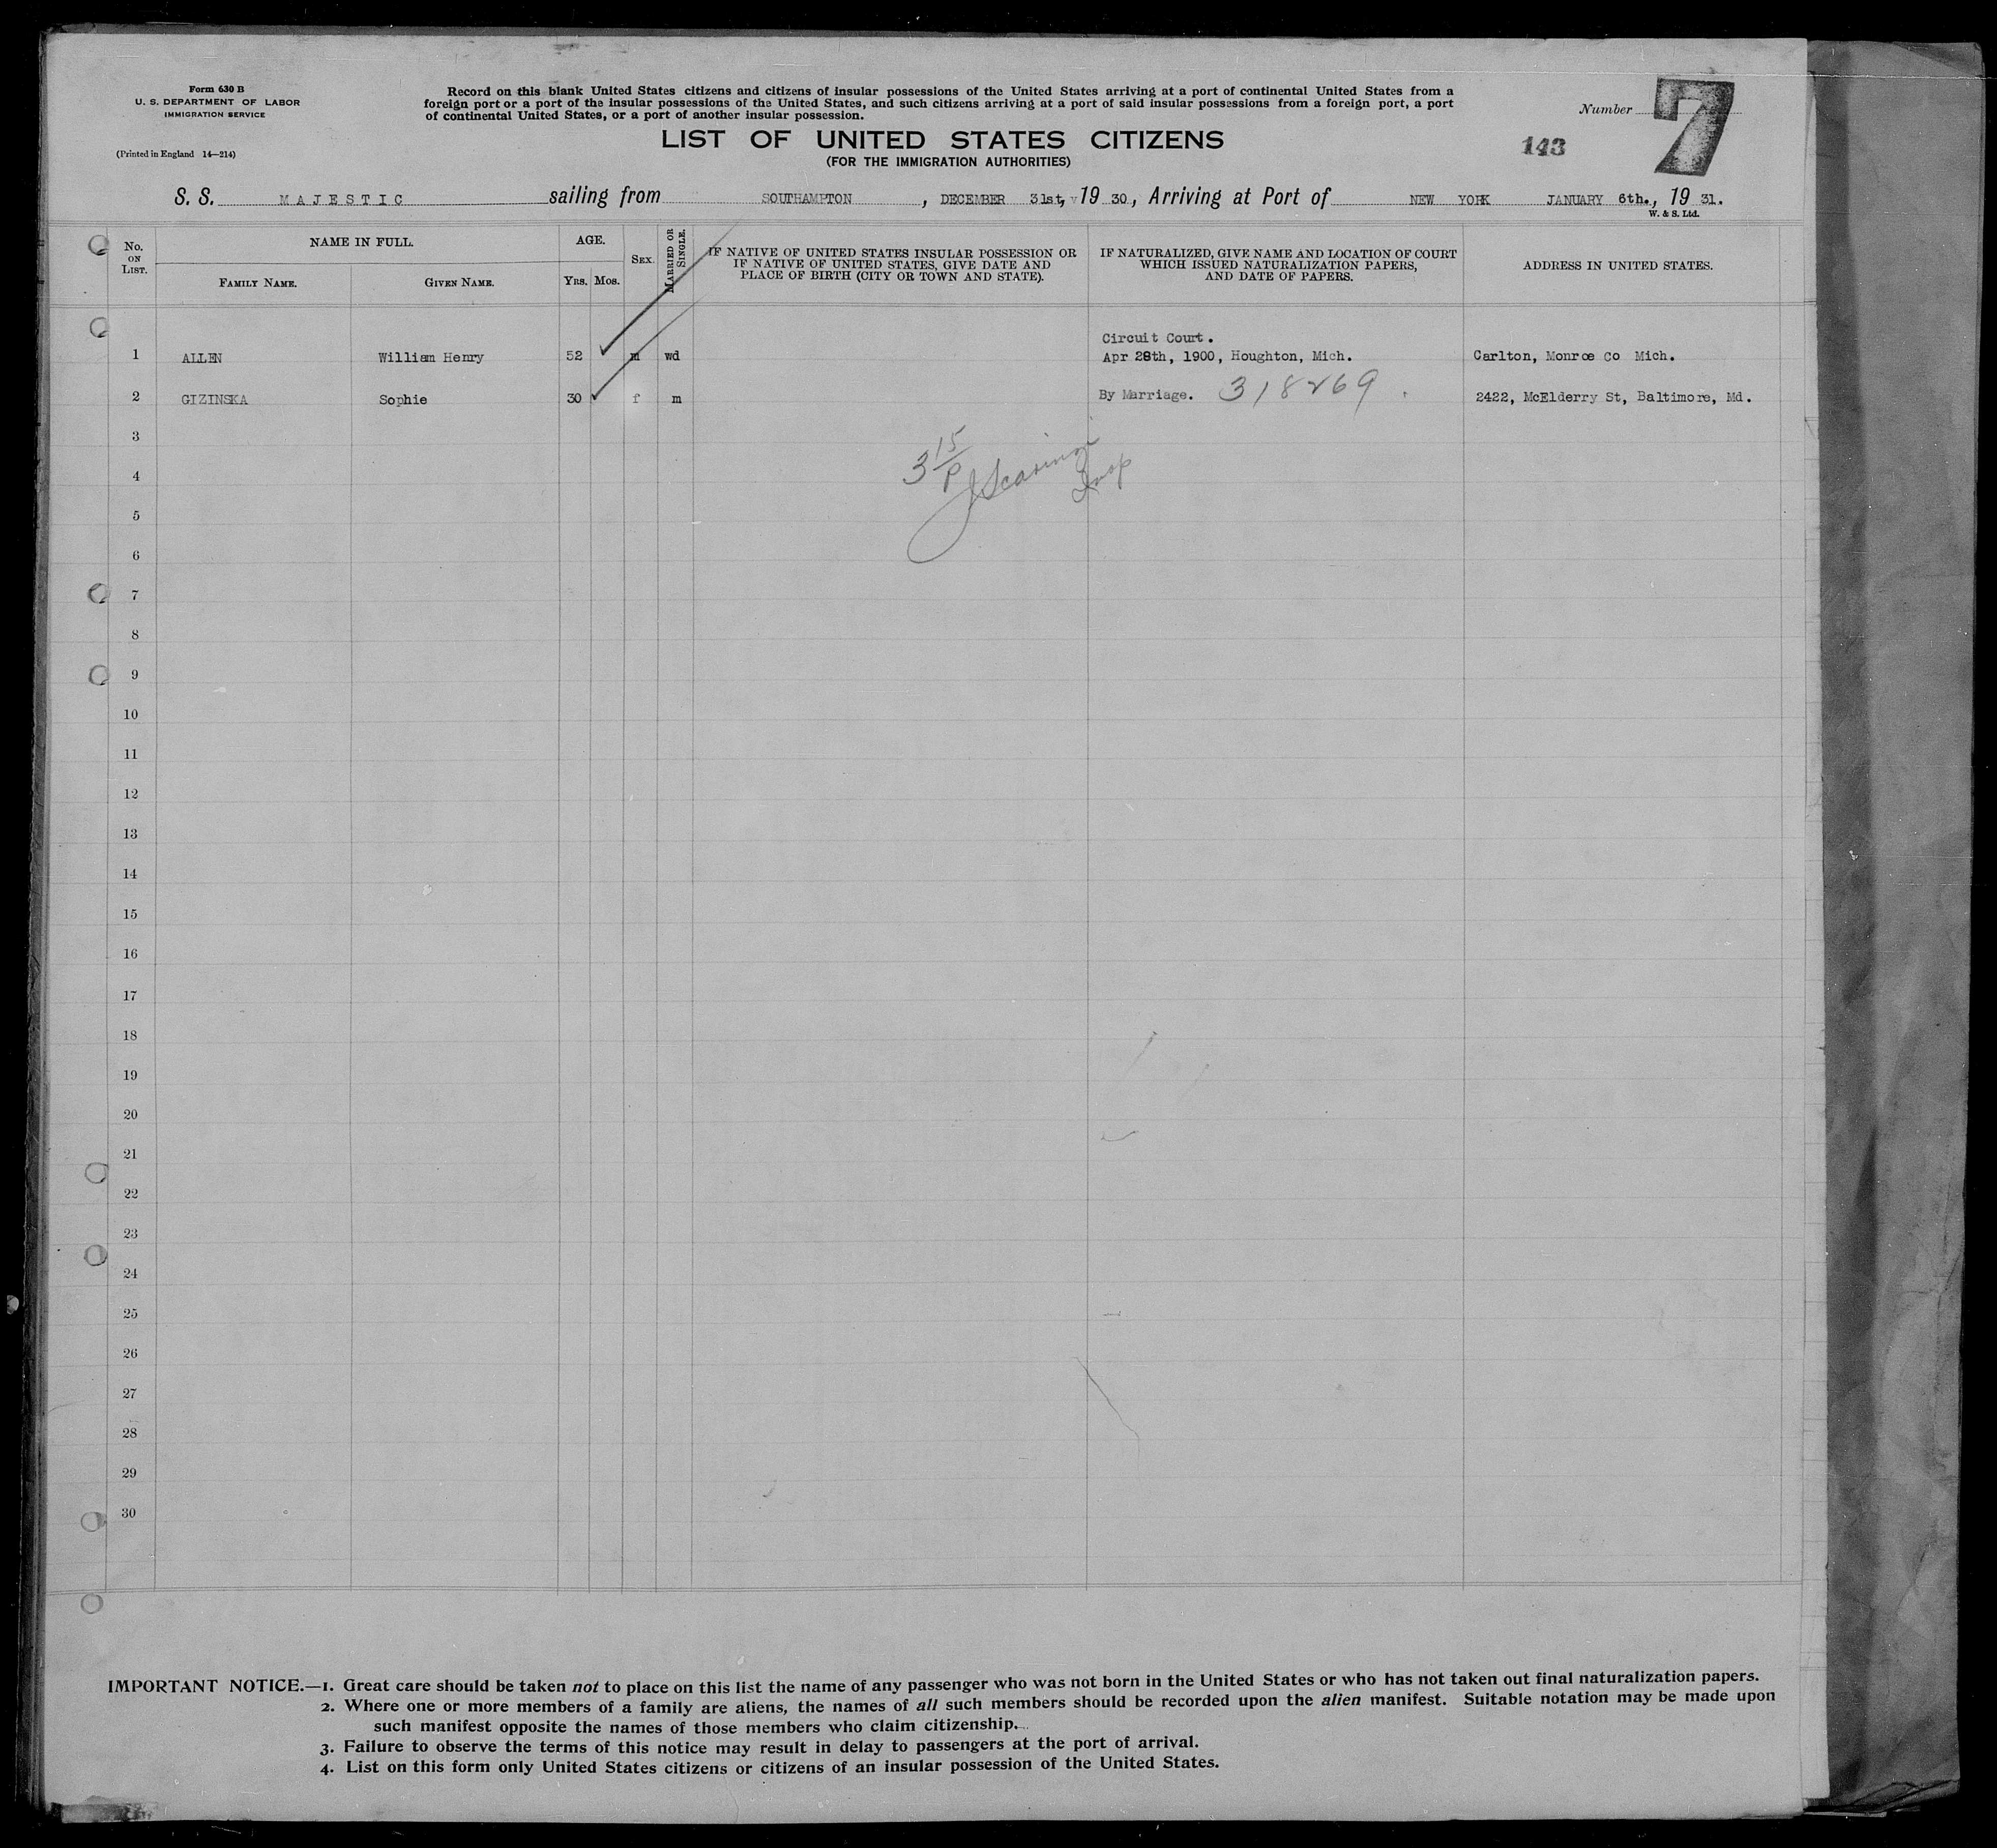 Form 630 B
U. S. DEPARTMENT OF LABOR
IMMIGRATION SERVICE
(Printed in England 14—214)
Record on this blank United States citizens and citizens of insular possessions of the United States arriving at a port of continental United States from a
foreign port or a port of the insular possessions of the United States, and such citizens arriving at a port of said insular possessions from a foreign port, a port
of continental United States, or a port of another insular possession.
LIST OF UNITED STATES CITIZENS
(FOR THE IMMIGRATION AUTHORITIES)
Number 7
143
S. S. MAJESTIC sailing from SOUTHAMPTON, DECEMBER 31st, 19 30, Arriving at Port of NEW YORK JANUARY 6th., 19 31.
W. & S. Ltd.
No. ON LIST.
NAME IN FULL.
FAMILY NAME.
GIVEN NAME.
AGE.
YRS. MOS.
SEX.
MARRIED OR SINGLE.
IF NATIVE OF UNITED STATES INSULAR POSSESSION OR
IF NATIVE OF UNITED STATES, GIVE DATE AND
PLACE OF BIRTH (CITY OR TOWN AND STATE).
IF NATURALIZED, GIVE NAME AND LOCATION OF COURT
WHICH ISSUED NATURALIZATION PAPERS,
AND DATE OF PAPERS.
ADDRESS IN UNITED STATES.
Circuit Court.
1 ALLEN William Henry 52 m wd Apr 28th, 1900, Houghton, Mich. Carlton, Monroe Co Mich.
2 GIZINSKA Sophie 30 f m By Marriage. 318269 2422, McElderry St, Baltimore, Md.
3
3 15/P
4
Insp
5
6
7
8
9
10
11
12
13
14
15
16
17
18
19
20
21
22
23
24
25
26
27
28
29
30
IMPORTANT NOTICE.—1. Great care should be taken not to place on this list the name of any passenger who was not born in the United States or who has not taken out final naturalization papers.
2. Where one or more members of a family are aliens, the names of all such members should be recorded upon the alien manifest. Suitable notation may be made upon
such manifest opposite the names of those members who claim citizenship.
3. Failure to observe the terms of this notice may result in delay to passengers at the port of arrival.
4. List on this form only United States citizens or citizens of an insular possession of the United States.